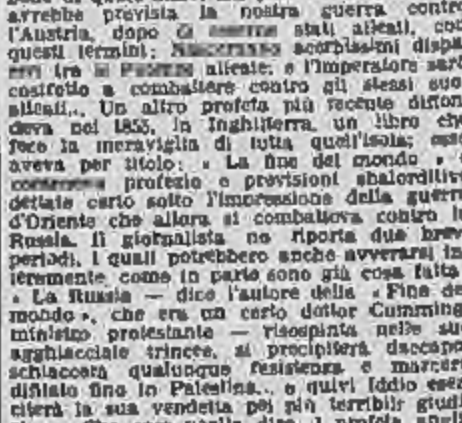 avrebbe prevista la nostra guerra contro
l'Austria, dopo stati alleati, con
questi termini: acerbissimi dispa
tra alleate, e l'Imperatore sarà
costretto a combattere contro gli stessi suoi
alleati... Un altro profeta più recente diffon
deva nel 1855, in Inghilterra, un libro che
fece la meraviglia di tutta quell'isola; esso
aveva per titolo: « La fine del mondo » e
profezie e previsioni sbalorditive
dettate certo sotto l'impressione della guerra
d'Oriente che allora si combatteva contro la
Russia. Il giornalista ne riporta due brevi
periodi, i quali potrebbero anche avverarsi in
teramente come in parte sono già cosa fatta.
« La Russia — dice l'autore della « Fine del
mondo », che era un certo dottor Cumming
ministro protestante — risospinta nelle sue
agghiacciate trincee, si precipiterà daccapo
schiaccerà qualunque resistenza e marcerà
difilato fino in Palestina... e quivi Iddio eser
citerà la sua vendetta pei più terribili giudi